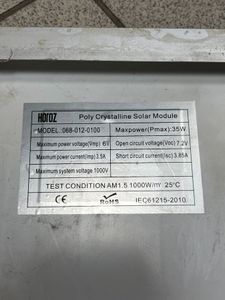 HOROZ Poly Crystalline Solar Module
MODEL:068-012-0100 Maxpower(Pmax):35W
Maximum power voltage(Vmp) 6V Open circuit voltage(Voc) 7.2V
Maximum power current(Imp) 3.5A Short circuit current(Isc) 3.85A
Maximum system voltage 1000V
TEST CONDITION AM1.5 1000W/m² 25°C
CE RoHS IEC61215-2010